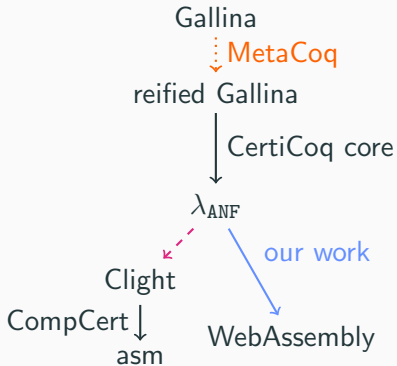 Gallina
MetaCoq
reified Gallina
CertiCoq core
λANF
our work
Clight
CompCert
WebAssembly
asm